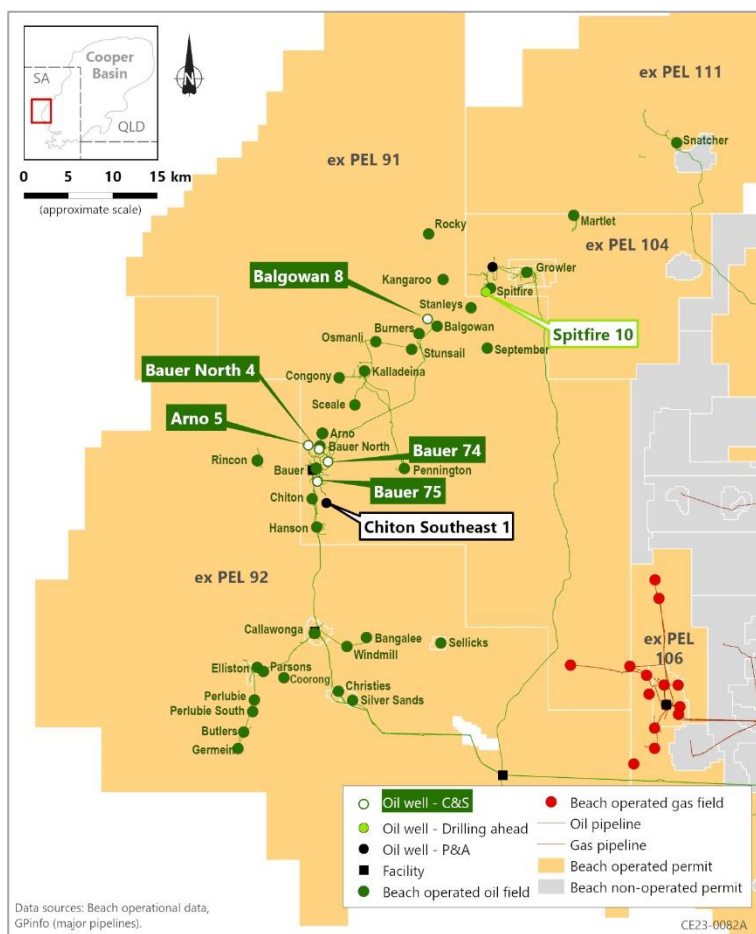 Cooper
Basin
SA
QLD
N
0 5 10 15 km
(approximate scale)
ex PEL 111
Snatcher
ex PEL 91
Martlet
Rocky
ex PEL 104
Growler
Kangaroo
Spitfire
Balgowan 8
Stanleys
Burners
Balgowan
Spitfire 10
Osmanli
Stunsail
September
Bauer North 4
Congony
Kalladeina
Sceale
Arno 5
Arno
Bauer North
Bauer 74
Rincon
Bauer
Pennington
Bauer 75
Chiton
Chiton Southeast 1
Hanson
ex PEL 92
Callawonga
Bangalee
Sellicks
Windmill
ex PEL
106
Elliston
Parsons
Coorong
Christies
Perlubie
Silver Sands
Perlubie South
Butlers
Germein
Oil well - C&S
Oil well - Drilling ahead
Oil well - P&A
Facility
Beach operated oil field
Beach operated gas field
Oil pipeline
Gas pipeline
Beach operated permit
Beach non-operated permit
Data sources: Beach operational data,
GPinfo (major pipelines).
CE23-0082A